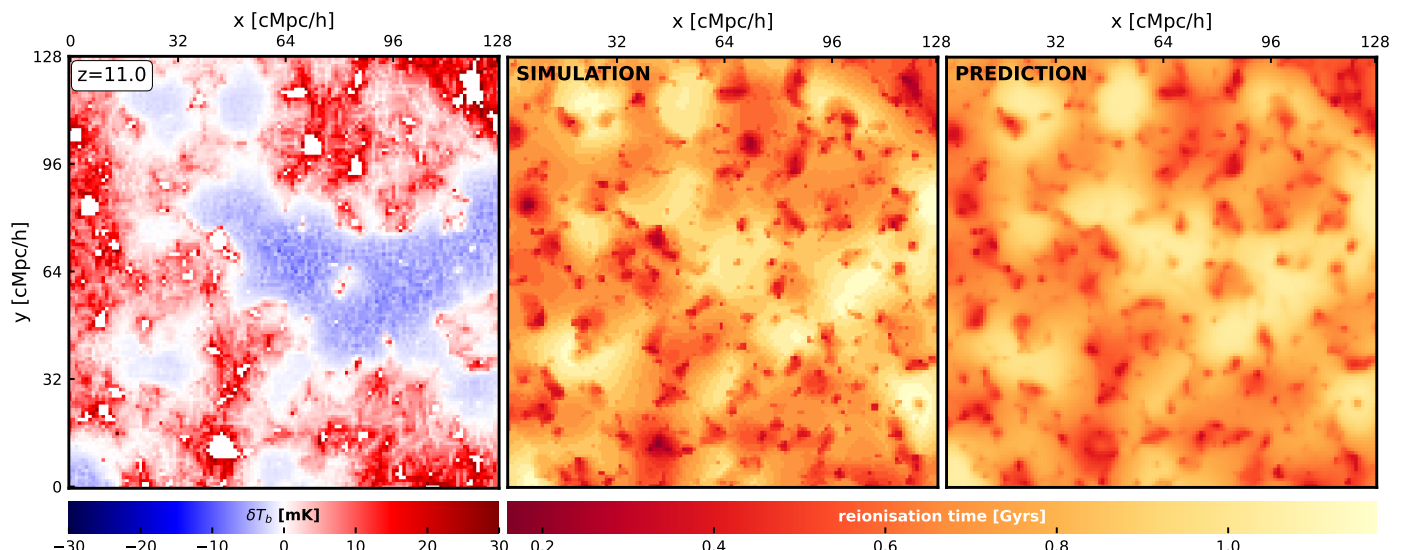 x [cMpc/h] x [cMpc/h] x [cMpc/h]
0 32 64 96 128 32 64 96 128 32 64 96 128
128
z=11.0 SIMULATION PREDICTION
96
y [cMpc/h]
64
32
0
δT_b [mK] reionisation time [Gyrs]
−30 −20 −10 0 10 20 30 0.2 0.4 0.6 0.8 1.0